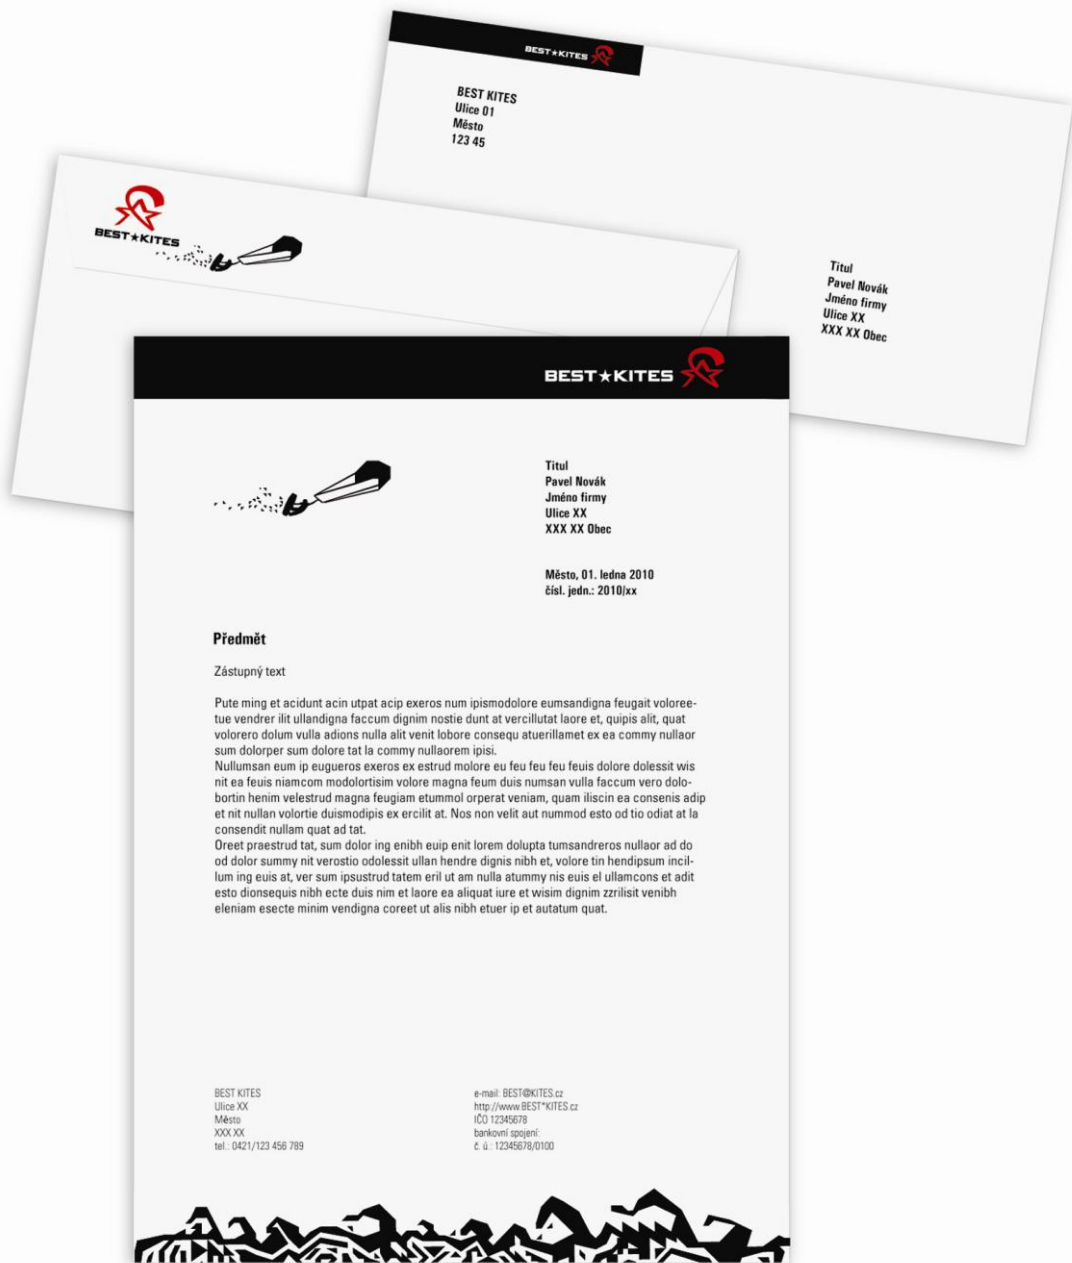 BEST★KITES
BEST KITES
Ulice 01
Město
123 45
Titul
Pavel Novák
Jméno firmy
Ulice XX
XXX XX Obec
BEST★KITES
BEST★KITES
Titul
Pavel Novák
Jméno firmy
Ulice XX
XXX XX Obec
Město, 01. ledna 2010
čísl. jedn.: 2010/xx
Předmět
Zástupný text
Pute ming et acidunt acin utpat acip exeros num ipismodolore eumsandigna feugait voloree-
tue vendrer ilit ullandigna faccum dignim nostie dunt at vercillutat laore et, quipis alit, quat
volorero dolum vulla adions nulla alit venit lobore consequ atuerillamet ex ea commy nullaor
sum dolorper sum dolore tat la commy nullaorem ipisi.
Nullumsan eum ip eugueros exeros ex estrud molore eu feu feu feu feuis dolore dolessit wis
nit ea feuis niamcom modolortisim volore magna feum duis numsan vulla faccum vero dolo-
bortin henim velestrud magna feugiam etummol orperat veniam, quam iliscin ea consenis adip
et nit nullan volortie duismodipis ex ercilit at. Nos non velit aut nummod esto od tio odiat at la
consendit nullam quat ad tat.
Oreet praestrud tat, sum dolor ing enibh euip enit lorem dolupta tumsandreros nullaor ad do
od dolor summy nit verostio odolessit ullan hendre dignis nibh et, volore tin hendipsum incil-
lum ing euis at, ver sum ipsustrud tatem eril ut am nulla atummy nis euis el ullamcons et adit
esto dionsequis nibh ecte duis nim et laore ea aliquat iure et wisim dignim zzrilisit venibh
eleniam esecte minim vendigna coreet ut alis nibh etuer ip et autatum quat.
BEST KITES
Ulice XX
Město
XXX XX
tel.: 0421/123 456 789
e-mail: BEST@KITES.cz
http://www.BEST*KITES.cz
IČO 12345678
bankovní spojení:
č. ú.: 12345678/0100